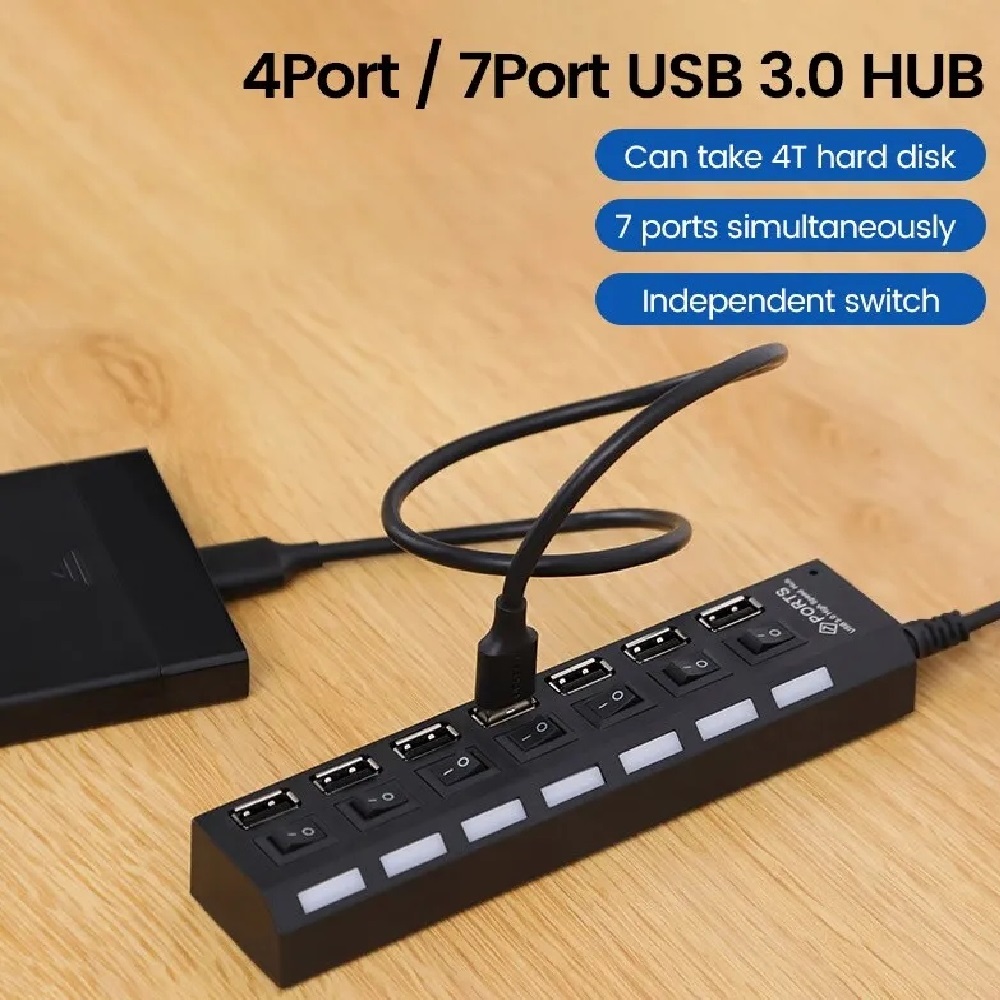 4Port / 7Port USB 3.0 HUB
Can take 4T hard disk
7 ports simultaneously
Independent switch
PORTS